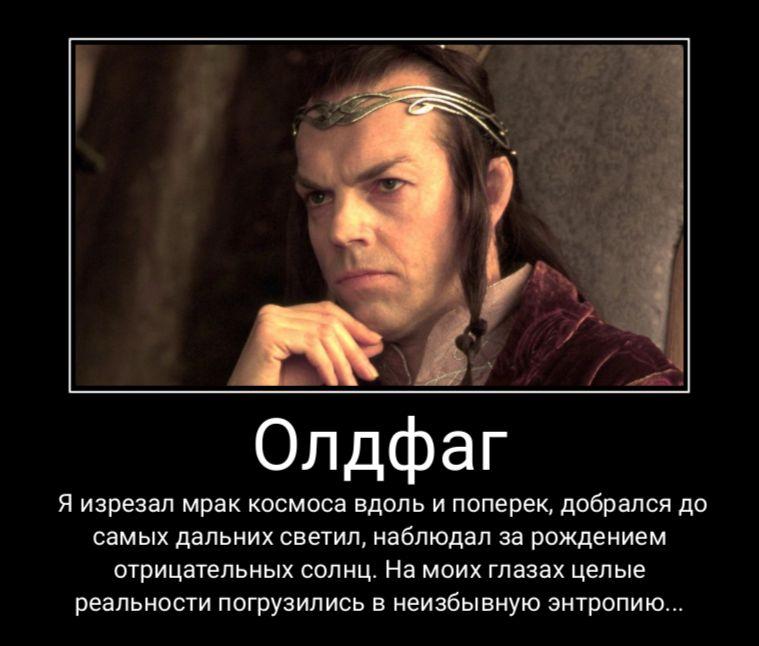 Олдфаг
Я изрезал мрак космоса вдоль и поперек, добрался до
самых дальних светил, наблюдал за рождением
отрицательных солнц. На моих глазах целые
реальности погрузились в неизбывную энтропию...